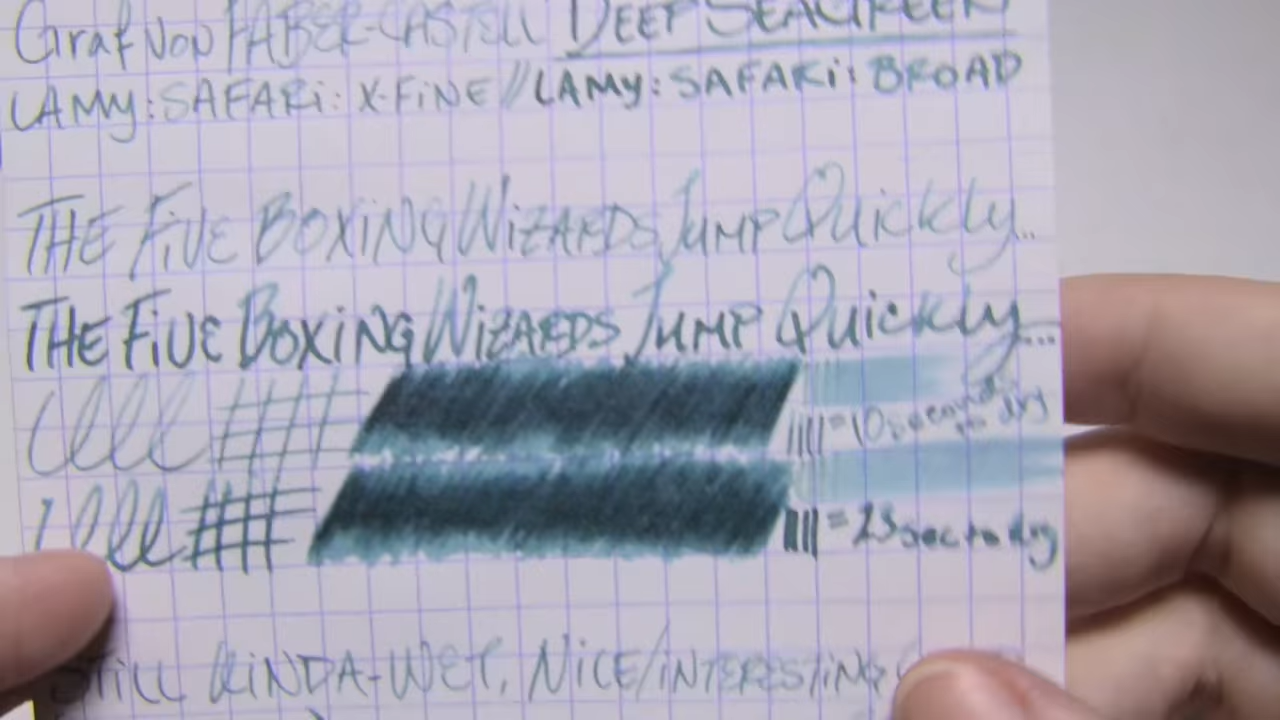 Graf Von FABER-CASTELL DEEP SEAGREEN
LAMY: SAFARi: X-FiNE // LAMY: SAFARi: BROAD
THE FiVE BOXiNG WiZARDS JUMP QUickly...
THE FiVE BOXiNG WiZARDS JUMP QUickly...
= 10 seconds to dry
= 23 sec to dry
STiLL KiNDA-WET, NiCE/iNTERESTiNG